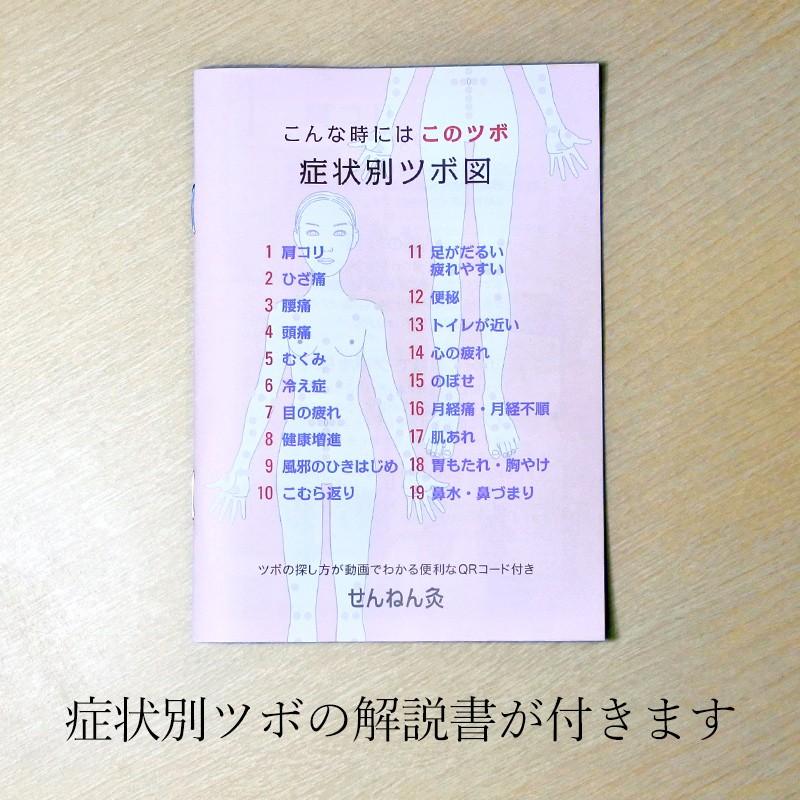 こんな時には このツボ
症状別ツボ図
1 肩コリ
2 ひざ痛
3 腰痛
4 頭痛
5 むくみ
6 冷え症
7 目の疲れ
8 健康増進
9 風邪のひきはじめ
10 こむら返り
11 足がだるい
疲れやすい
12 便秘
13 トイレが近い
14 心の疲れ
15 のぼせ
16 月経痛・月経不順
17 肌あれ
18 胃もたれ・胸やけ
19 鼻水・鼻づまり
ツボの探し方が動画でわかる便利なQRコード付き
せんねん灸
症状別ツボの解説書が付きます